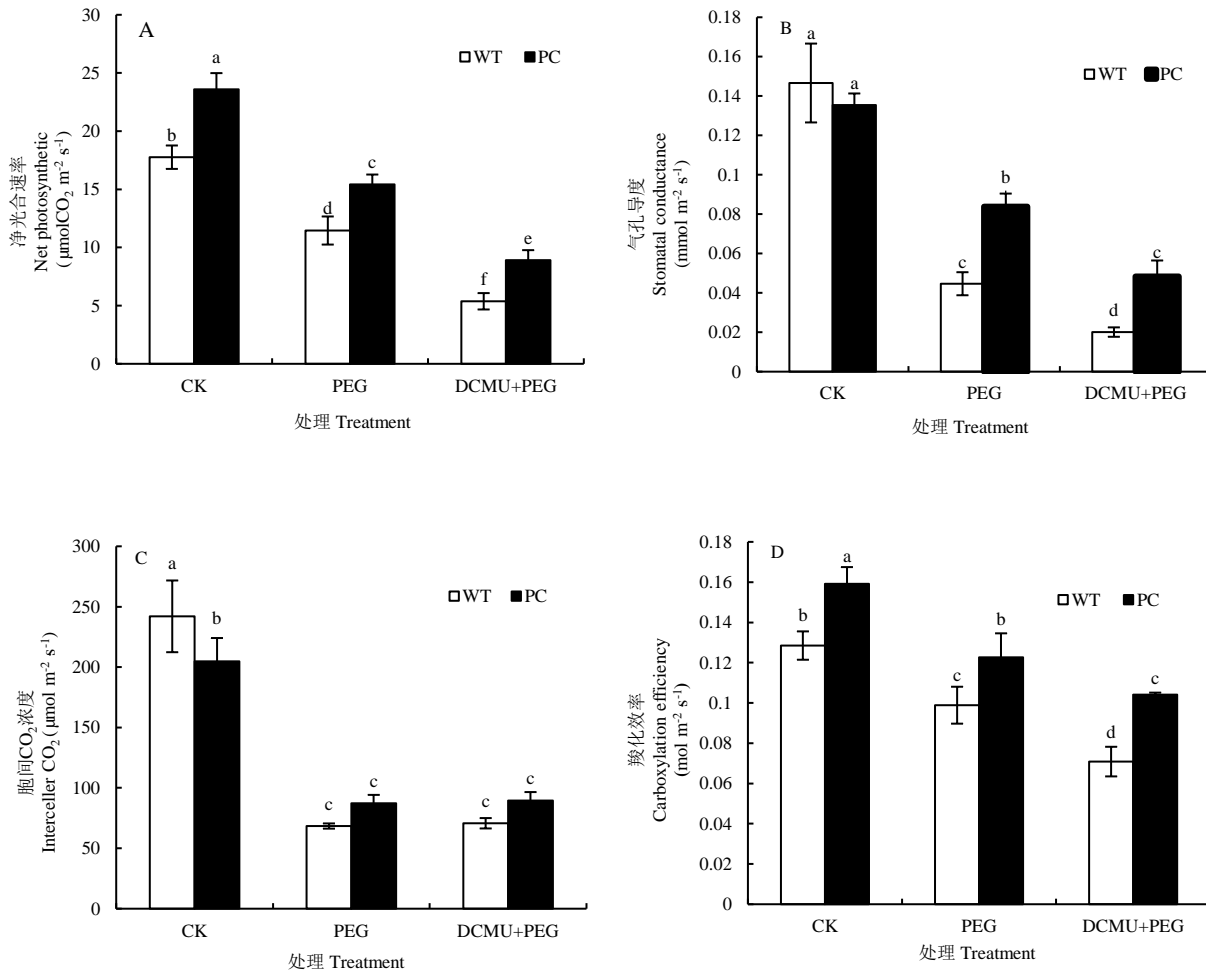 A
WT PC
30
25
20
15
10
5
0
净光合速率
Net photosynthetic
(μmolCO₂ m⁻² s⁻¹)
b
a
d
c
f
e
CK PEG DCMU+PEG
处理 Treatment
B
WT PC
0.18
0.16
0.14
0.12
0.1
0.08
0.06
0.04
0.02
0
气孔导度
Stomatal conductance
(mmol m⁻² s⁻¹)
a
a
c
b
d
c
CK PEG DCMU+PEG
处理 Treatment
C
WT PC
300
250
200
150
100
50
0
胞间CO₂浓度
Interceller CO₂ (μmol m⁻² s⁻¹)
a
b
c
c
c
c
CK PEG DCMU+PEG
处理 Treatment
D
WT PC
0.18
0.16
0.14
0.12
0.1
0.08
0.06
0.04
0.02
0
羧化效率
Carboxylation efficiency
(mol m⁻² s⁻¹)
b
a
c
b
d
c
CK PEG DCMU+PEG
处理 Treatment